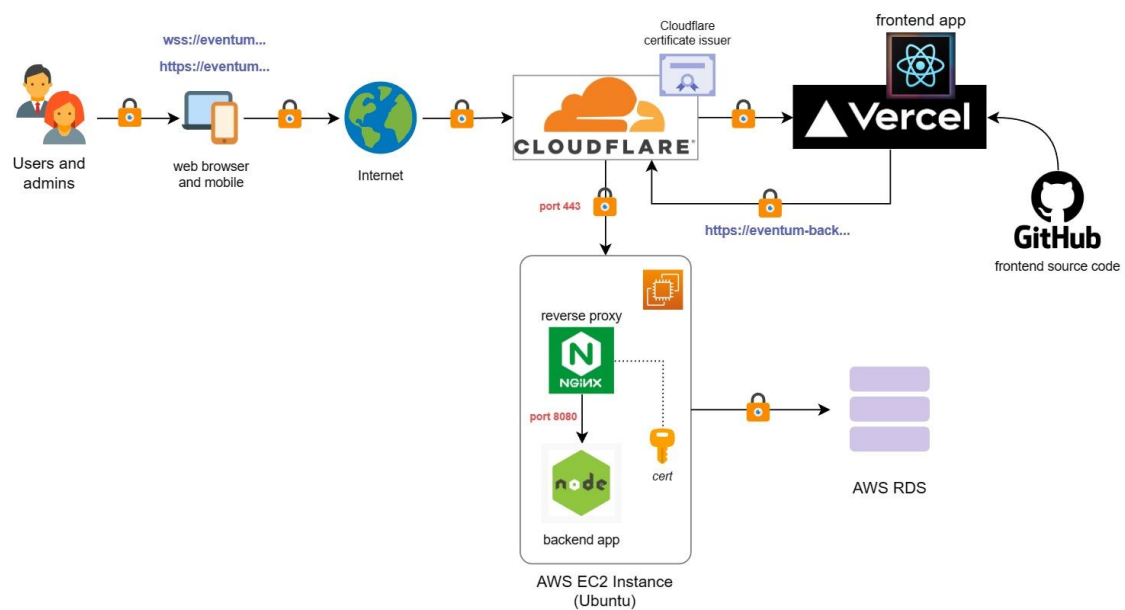 wss://eventum...
https://eventum...
Users and
admins
web browser
and mobile
Internet
Cloudflare
certificate issuer
CLOUDFLARE
frontend app
Vercel
GitHub
frontend source code
port 443
https://eventum-back...
reverse proxy
NGINX
port 8080
cert
node
backend app
AWS EC2 Instance
(Ubuntu)
AWS RDS